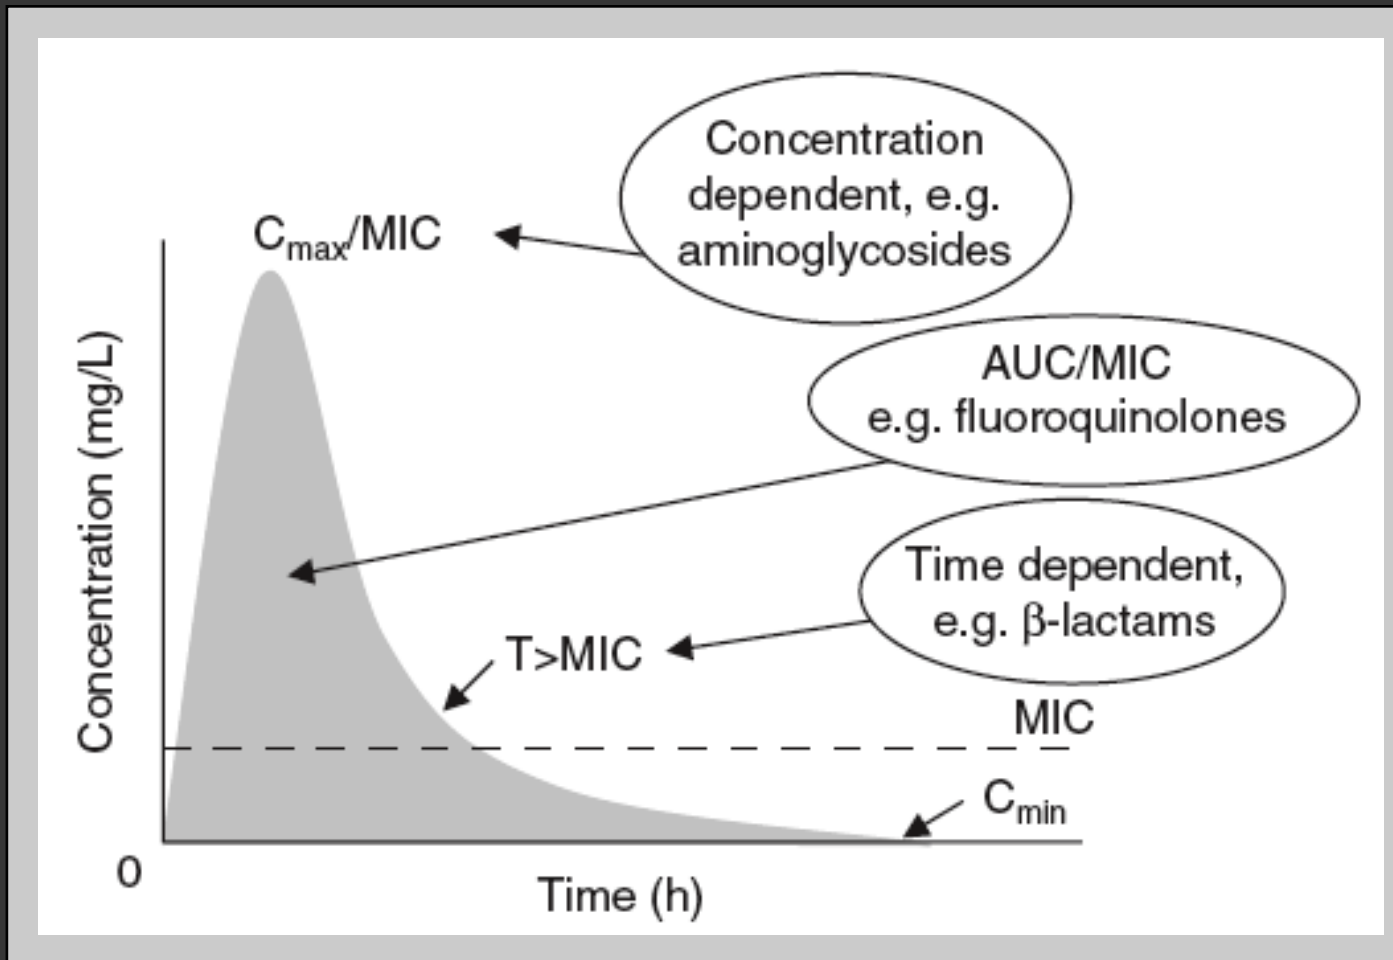 Concentration
dependent, e.g.
aminoglycosides
Cmax/MIC
AUC/MIC
e.g. fluoroquinolones
Time dependent,
e.g. β-lactams
T>MIC
MIC
Cmin
Concentration (mg/L)
0
Time (h)